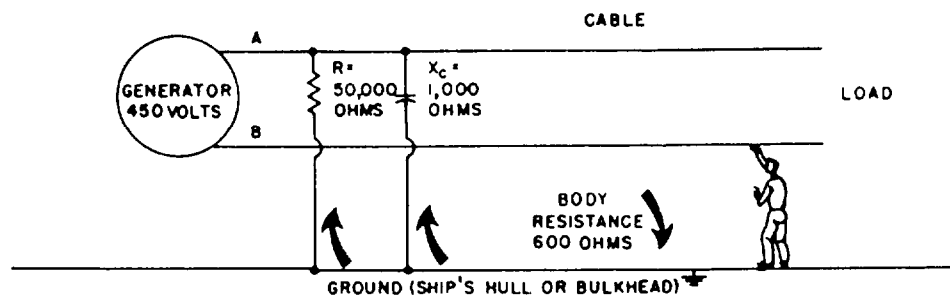 CABLE
A
GENERATOR
450 VOLTS
B
R=
50,000
OHMS
X_C =
1,000
OHMS
LOAD
BODY
RESISTANCE
600 OHMS
GROUND (SHIP'S HULL OR BULKHEAD)